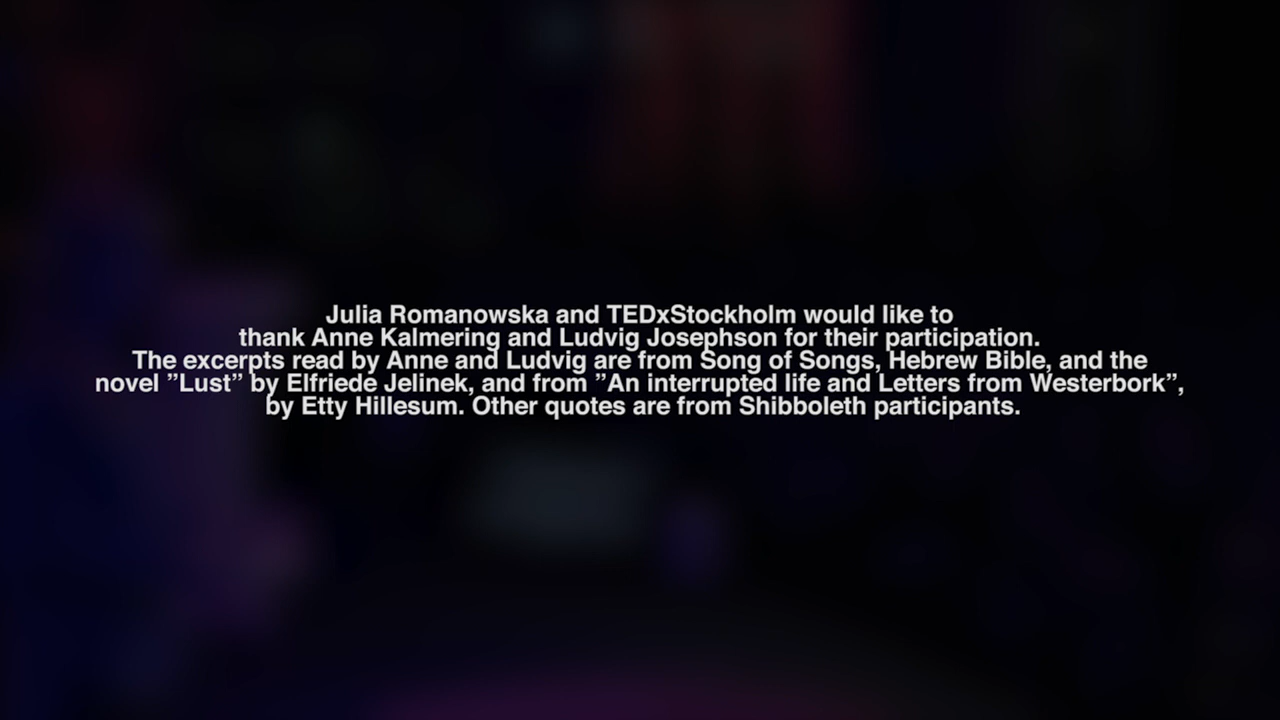 Julia Romanowska and TEDxStockholm would like to
thank Anne Kalmering and Ludvig Josephson for their participation.
The excerpts read by Anne and Ludvig are from Song of Songs, Hebrew Bible, and the
novel ”Lust” by Elfriede Jelinek, and from ”An interrupted life and Letters from Westerbork”,
by Etty Hillesum. Other quotes are from Shibboleth participants.